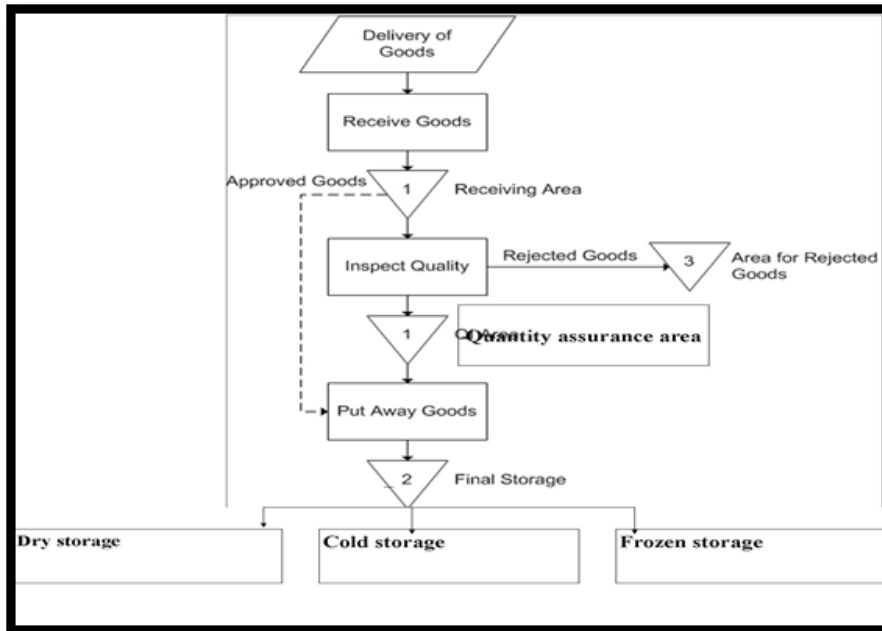 Delivery of
Goods
Receive Goods
Approved Goods
1
Receiving Area
Inspect Quality
Rejected Goods
3
Area for Rejected
Goods
1
Quantity assurance area
Put Away Goods
2
Final Storage
Dry storage
Cold storage
Frozen storage